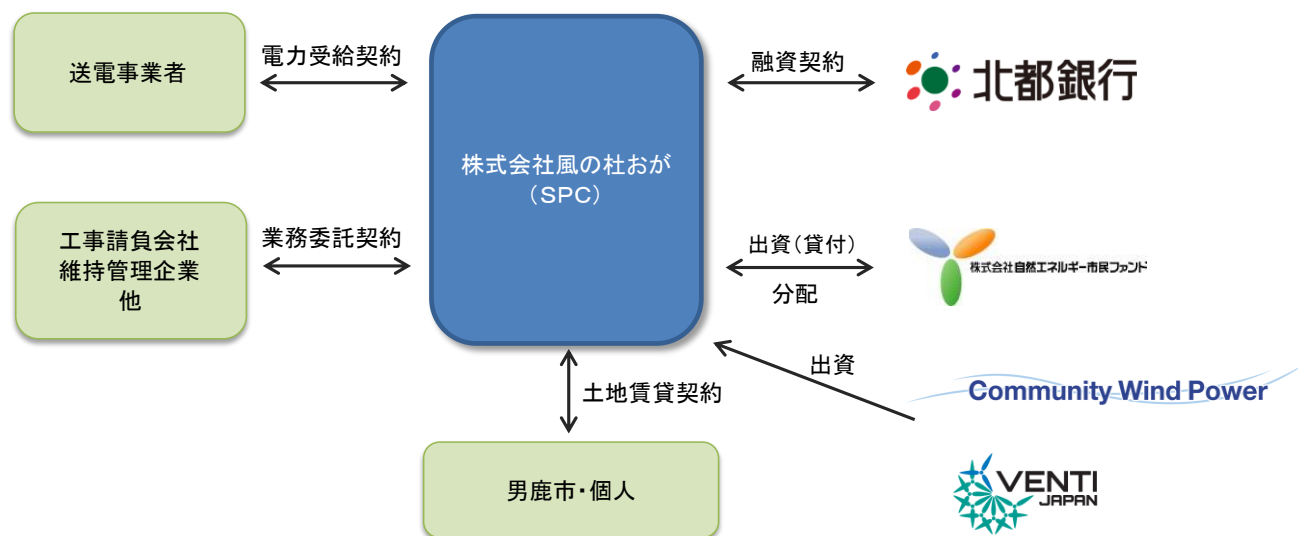 送電事業者
電力受給契約
株式会社風の杜おが
(SPC)
融資契約
北都銀行
工事請負会社
維持管理企業
他
業務委託契約
出資(貸付)
分配
株式会社自然エネルギー市民ファンド
出資
Community Wind Power
土地賃貸契約
男鹿市・個人
VENTI
JAPAN